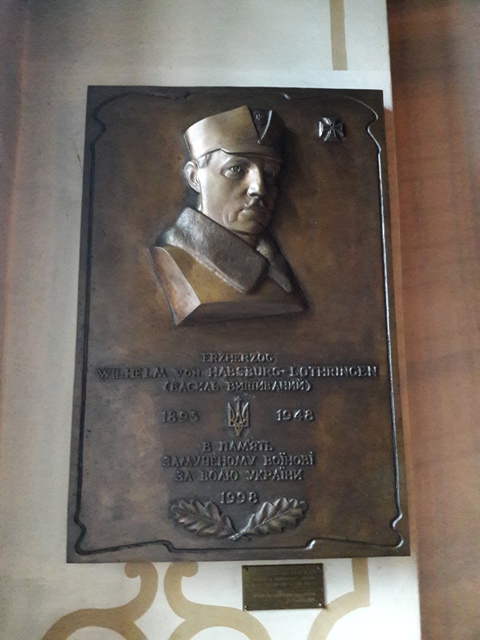 ERZHERZOG
WILHELM VON HABSBURG-LOTHRINGEN
(ВАСИЛЬ ВИШИВАНИЙ)
1895 1948
В ПАМ'ЯТЬ
ЗАМУЧЕНОМУ ВОЇНОВІ
ЗА ВОЛЮ УКРАЇНИ
1998